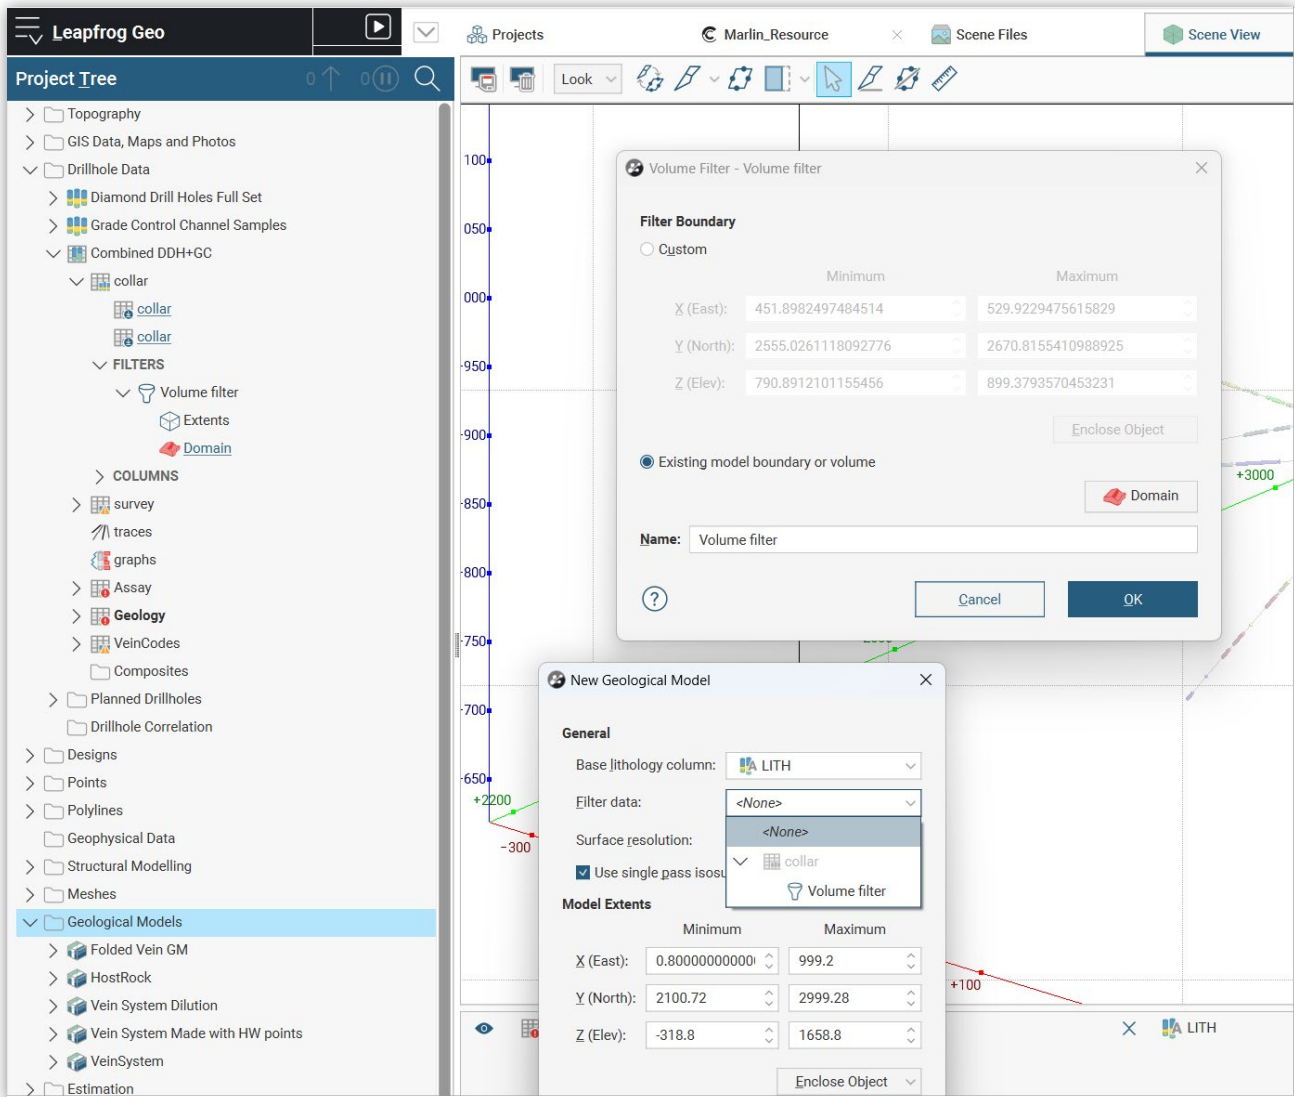 Leapfrog Geo
Projects
Marlin_Resource
Scene Files
Scene View
Project Tree
0
0
Look
Topography
GIS Data, Maps and Photos
Drillhole Data
Diamond Drill Holes Full Set
Grade Control Channel Samples
Combined DDH+GC
collar
collar
collar
FILTERS
Volume filter
Extents
Domain
COLUMNS
survey
traces
graphs
Assay
Geology
VeinCodes
Composites
Planned Drillholes
Drillhole Correlation
Designs
Points
Polylines
Geophysical Data
Structural Modelling
Meshes
Geological Models
Folded Vein GM
HostRock
Vein System Dilution
Vein System Made with HW points
VeinSystem
Estimation
100
050
000
-950
-900
-850
-800
-750
-700
-650
+2200
-300
+3000
+100
Volume Filter - Volume filter
Filter Boundary
Custom
Minimum Maximum
X (East): 451.8982497484514 529.9229475615829
Y (North): 2555.0261118092776 2670.8155410988925
Z (Elev): 790.8912101155456 899.3793570453231
Enclose Object
Existing model boundary or volume
Domain
Name: Volume filter
Cancel OK
New Geological Model
General
Base lithology column: LITH
Filter data: <None>
<None>
Surface resolution:
collar
Use single pass isosu
Volume filter
Model Extents
Minimum Maximum
X (East): 0.80000000000 999.2
Y (North): 2100.72 2999.28
Z (Elev): -318.8 1658.8
Enclose Object
LITH